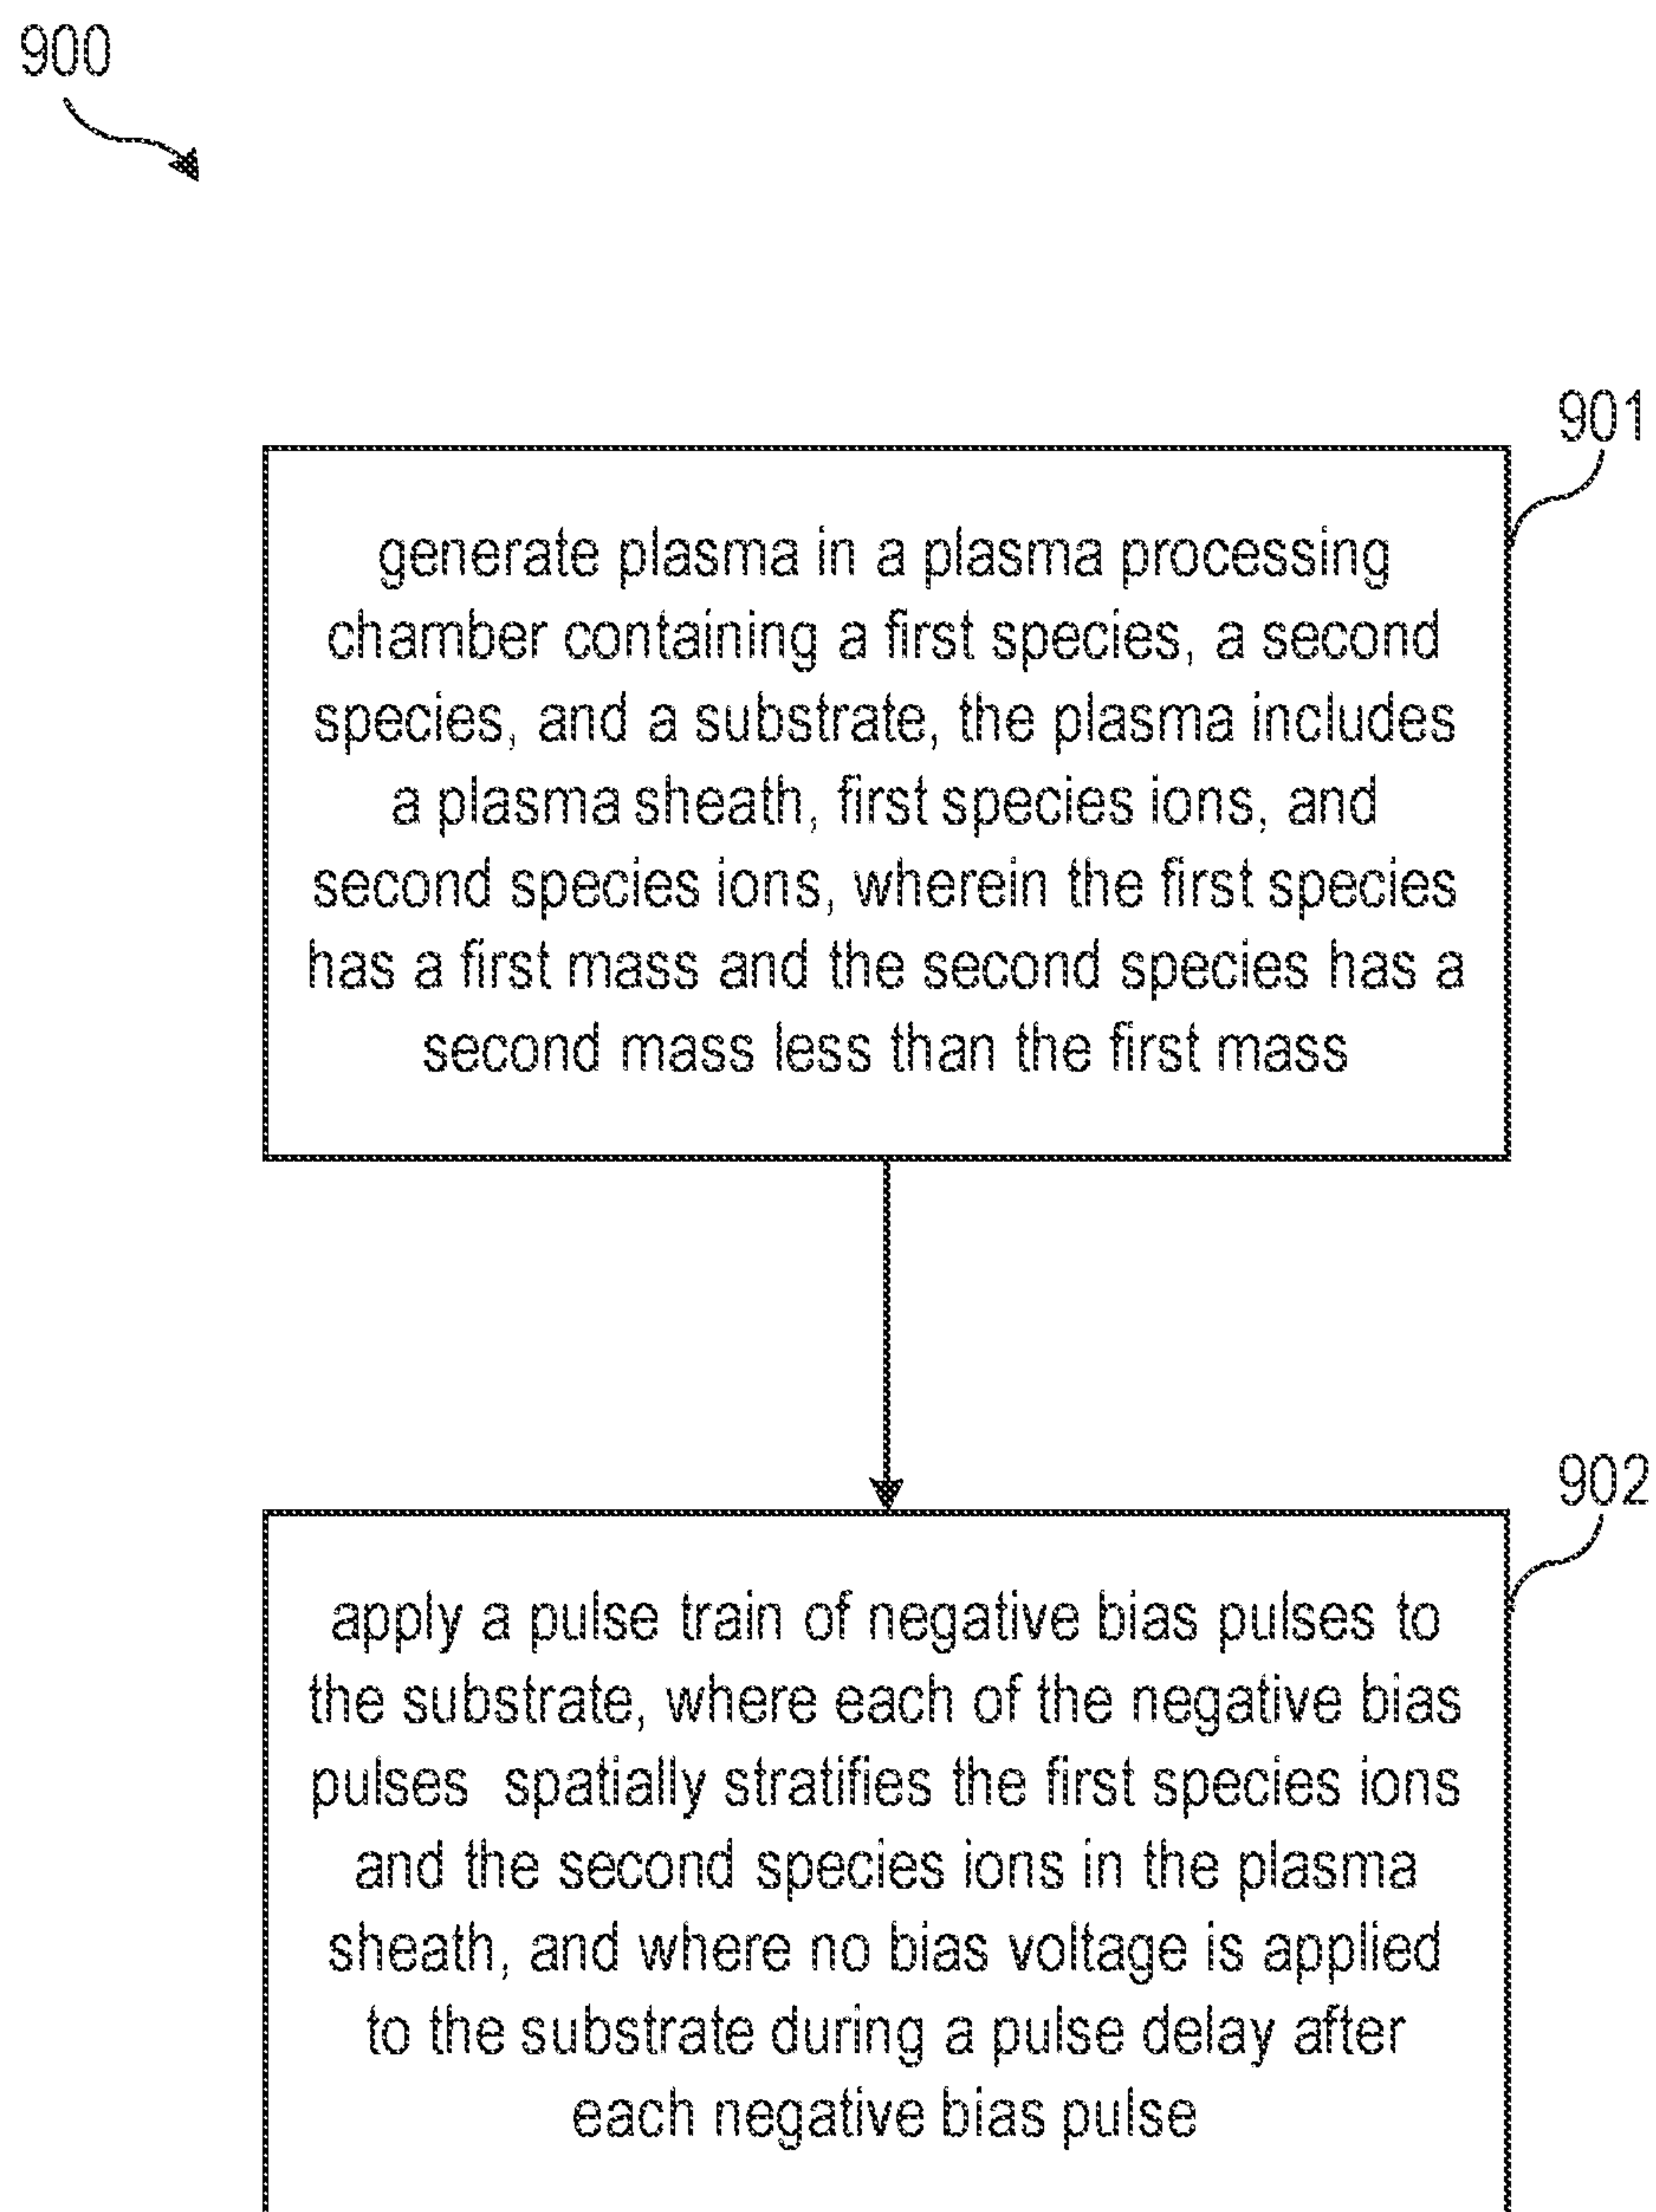 900
901
generate plasma in a plasma processing
chamber containing a first species, a second
species, and a substrate, the plasma includes
a plasma sheath, first species ions, and
second species ions, wherein the first species
has a first mass and the second species has a
second mass less than the first mass
902
apply a pulse train of negative bias pulses to
the substrate, where each of the negative bias
pulses  spatially stratifies the first species ions
and the second species ions in the plasma
sheath, and where no bias voltage is applied
to the substrate during a pulse delay after
each negative bias pulse